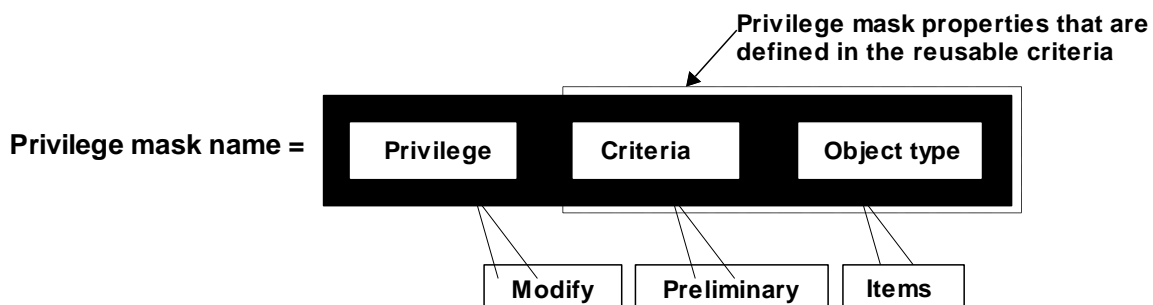 Privilege mask properties that are
defined in the reusable criteria
Privilege mask name =
Privilege
Criteria
Object type
Modify
Preliminary
Items